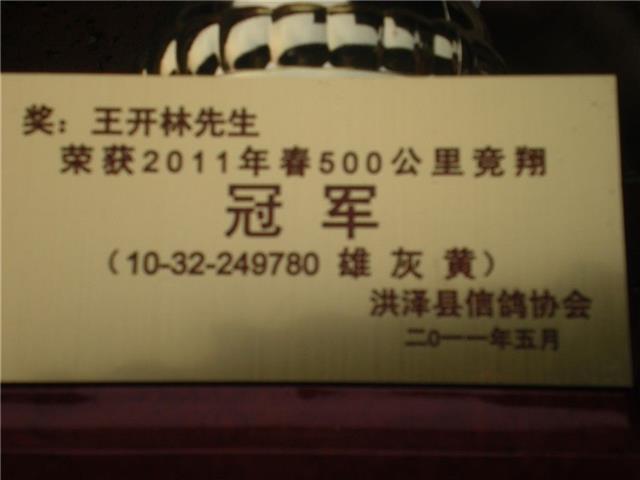 奖：王开林先生
荣获2011年春500公里竞翔
冠军
（10-32-249780 雄 灰 黄）
洪泽县信鸽协会
二0一一年五月